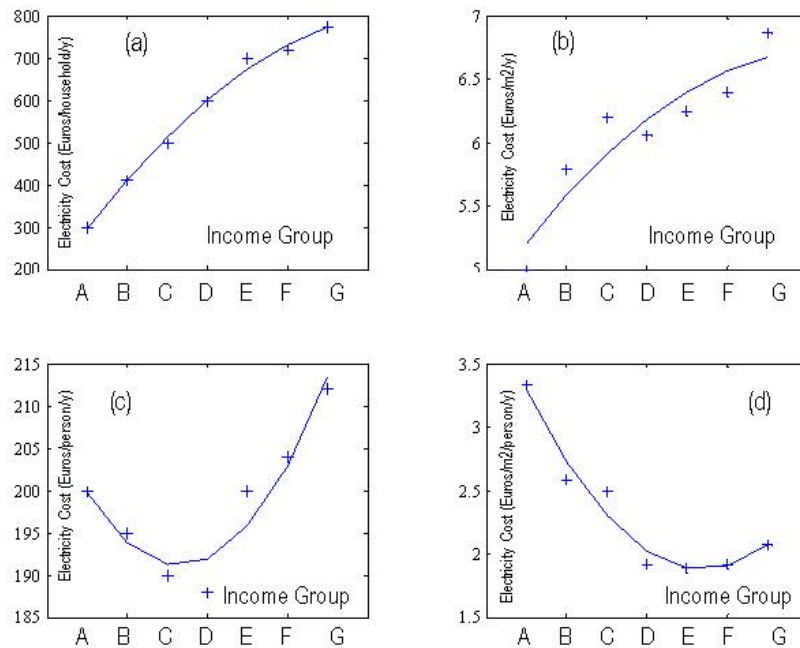 800
700
600
500
400
300
200
Electricity Cost (Euros/household/y)
(a)
Income Group
A B C D E F G
7
6.5
6
5.5
5
Electricity Cost (Euros/m2/y)
(b)
Income Group
A B C D E F G
215
210
205
200
195
190
185
Electricity Cost (Euros/person/y)
(c)
Income Group
A B C D E F G
3.5
3
2.5
2
1.5
Electricity Cost (Euros/m2/person/y)
(d)
Income Group
A B C D E F G